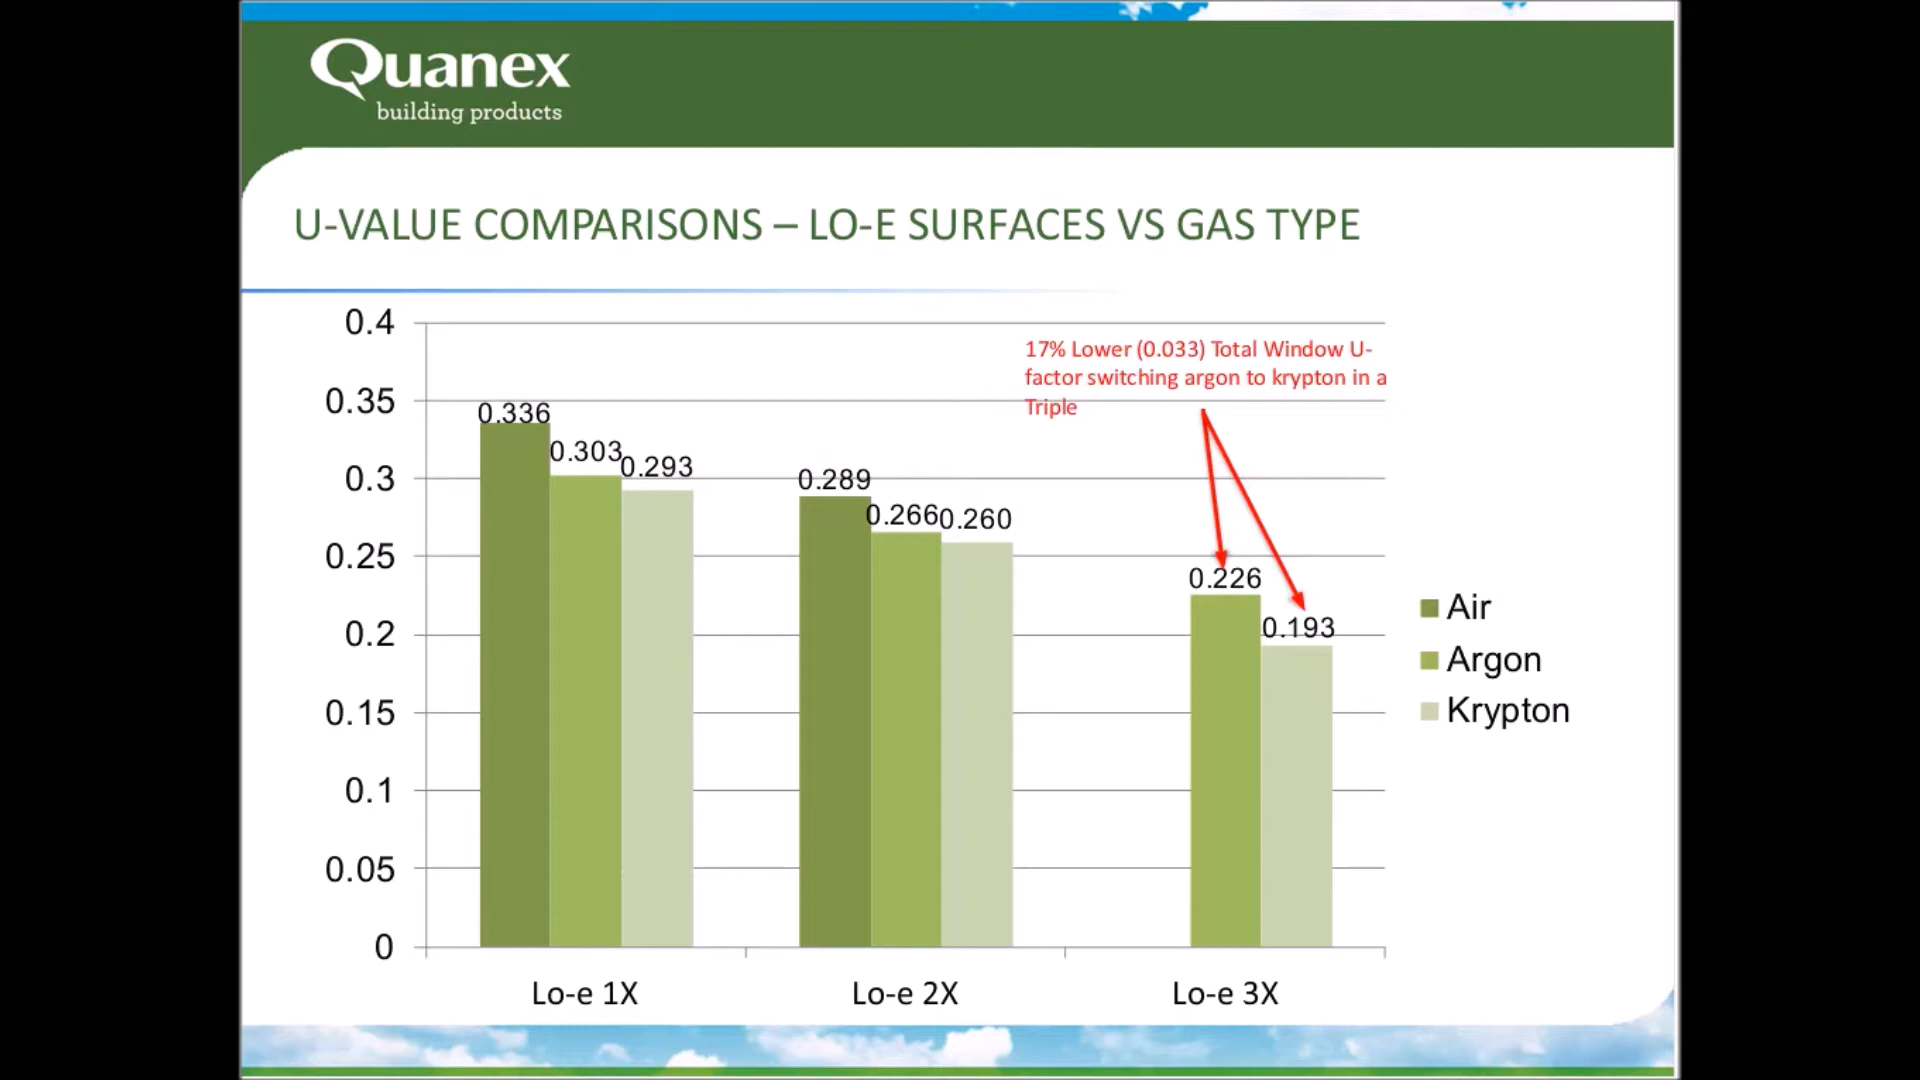 Quanex
building products
U-VALUE COMPARISONS – LO-E SURFACES VS GAS TYPE
0.4
0.35
0.3
0.25
0.2
0.15
0.1
0.05
0
17% Lower (0.033) Total Window U-
factor switching argon to krypton in a
Triple
0.336
0.303
0.293
0.289
0.266
0.260
0.226
0.193
Air
Argon
Krypton
Lo-e 1X
Lo-e 2X
Lo-e 3X